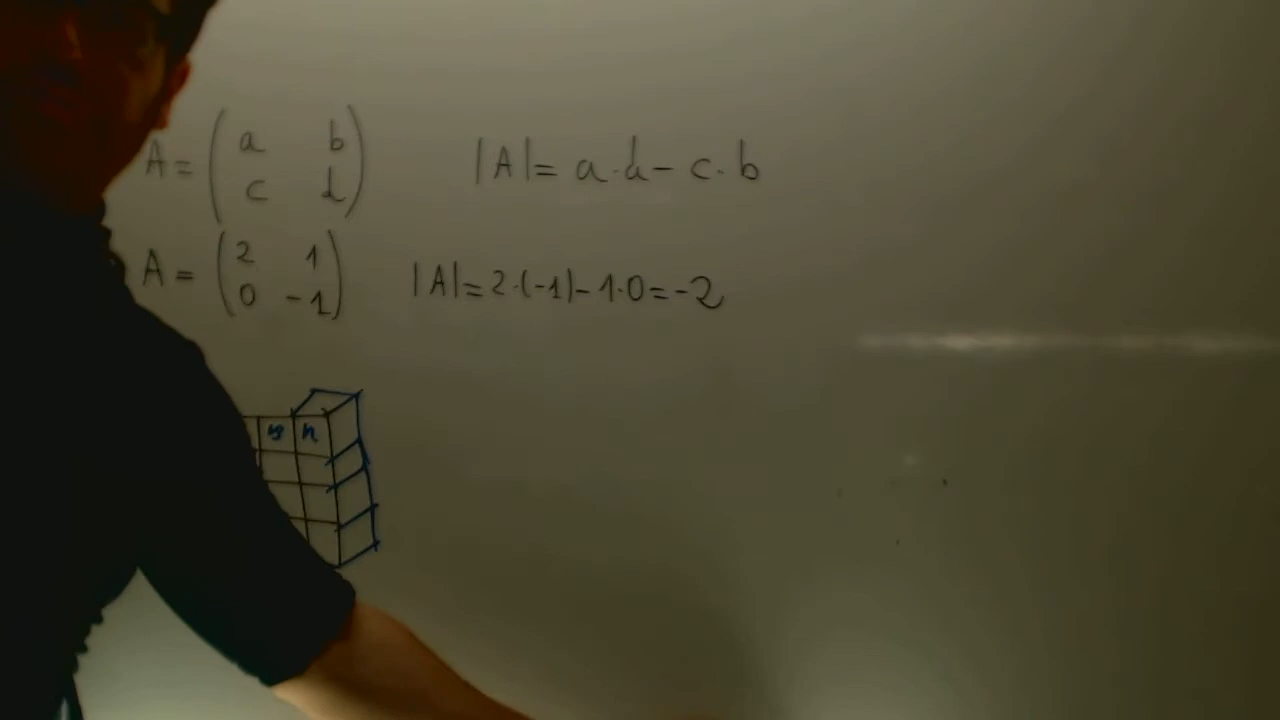 A = ( a b
c d ) |A| = a·d - c·b
A = ( 2 1
0 -1 ) |A| = 2·(-1) - 1·0 = -2